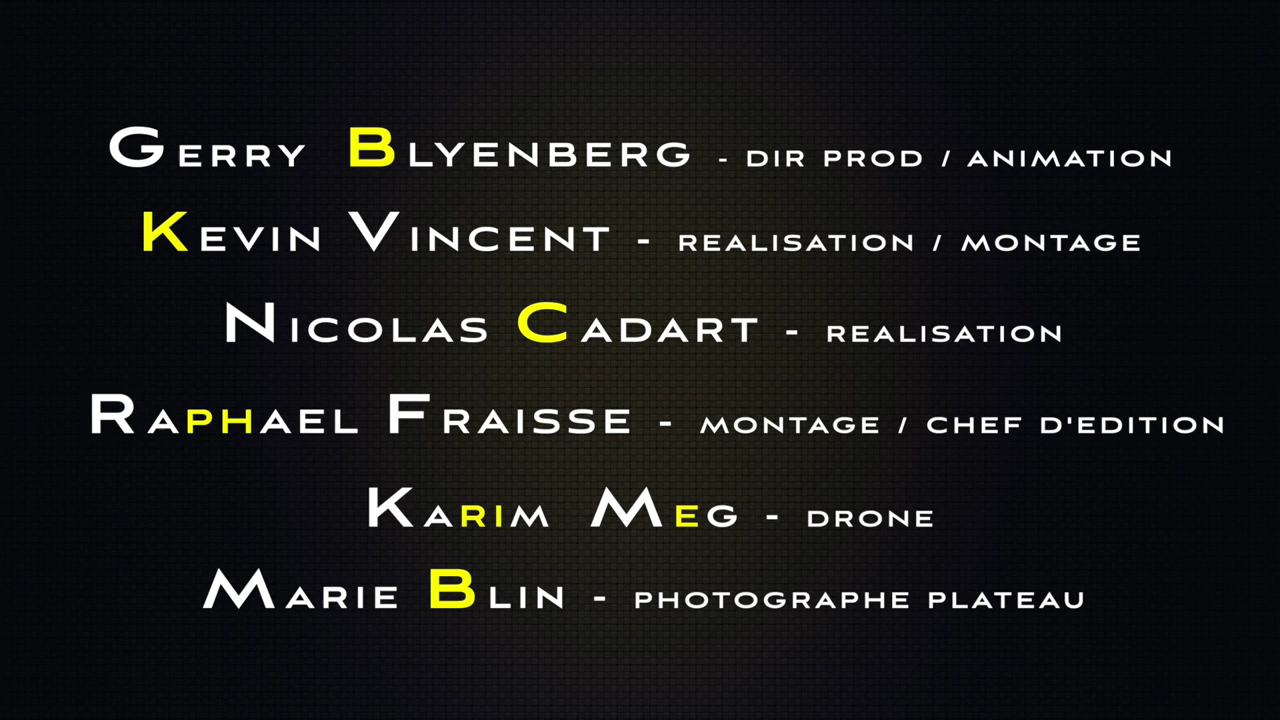 Gerry Blyenberg - DIR PROD / ANIMATION
Kevin Vincent - REALISATION / MONTAGE
Nicolas Cadart - REALISATION
Raphael Fraisse - MONTAGE / CHEF D'EDITION
Karim Meg - DRONE
Marie Blin - PHOTOGRAPHE PLATEAU